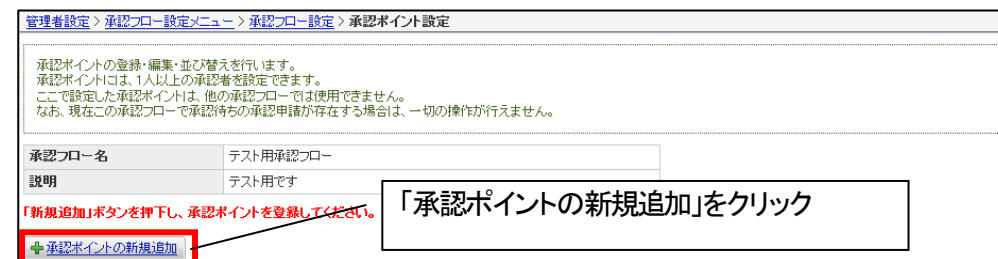 管理者設定 > 承認フロー設定メニュー > 承認フロー設定 > 承認ポイント設定
承認ポイントの登録・編集・並び替えを行います。
承認ポイントには、1人以上の承認者を設定できます。
ここで設定した承認ポイントは、他の承認フローでは使用できません。
なお、現在この承認フローで承認待ちの承認申請が存在する場合は、一切の操作が行えません。
承認フロー名 テスト用承認フロー
説明 テスト用です
「新規追加」ボタンを押下し、承認ポイントを登録してください。
「承認ポイントの新規追加」をクリック
承認ポイントの新規追加